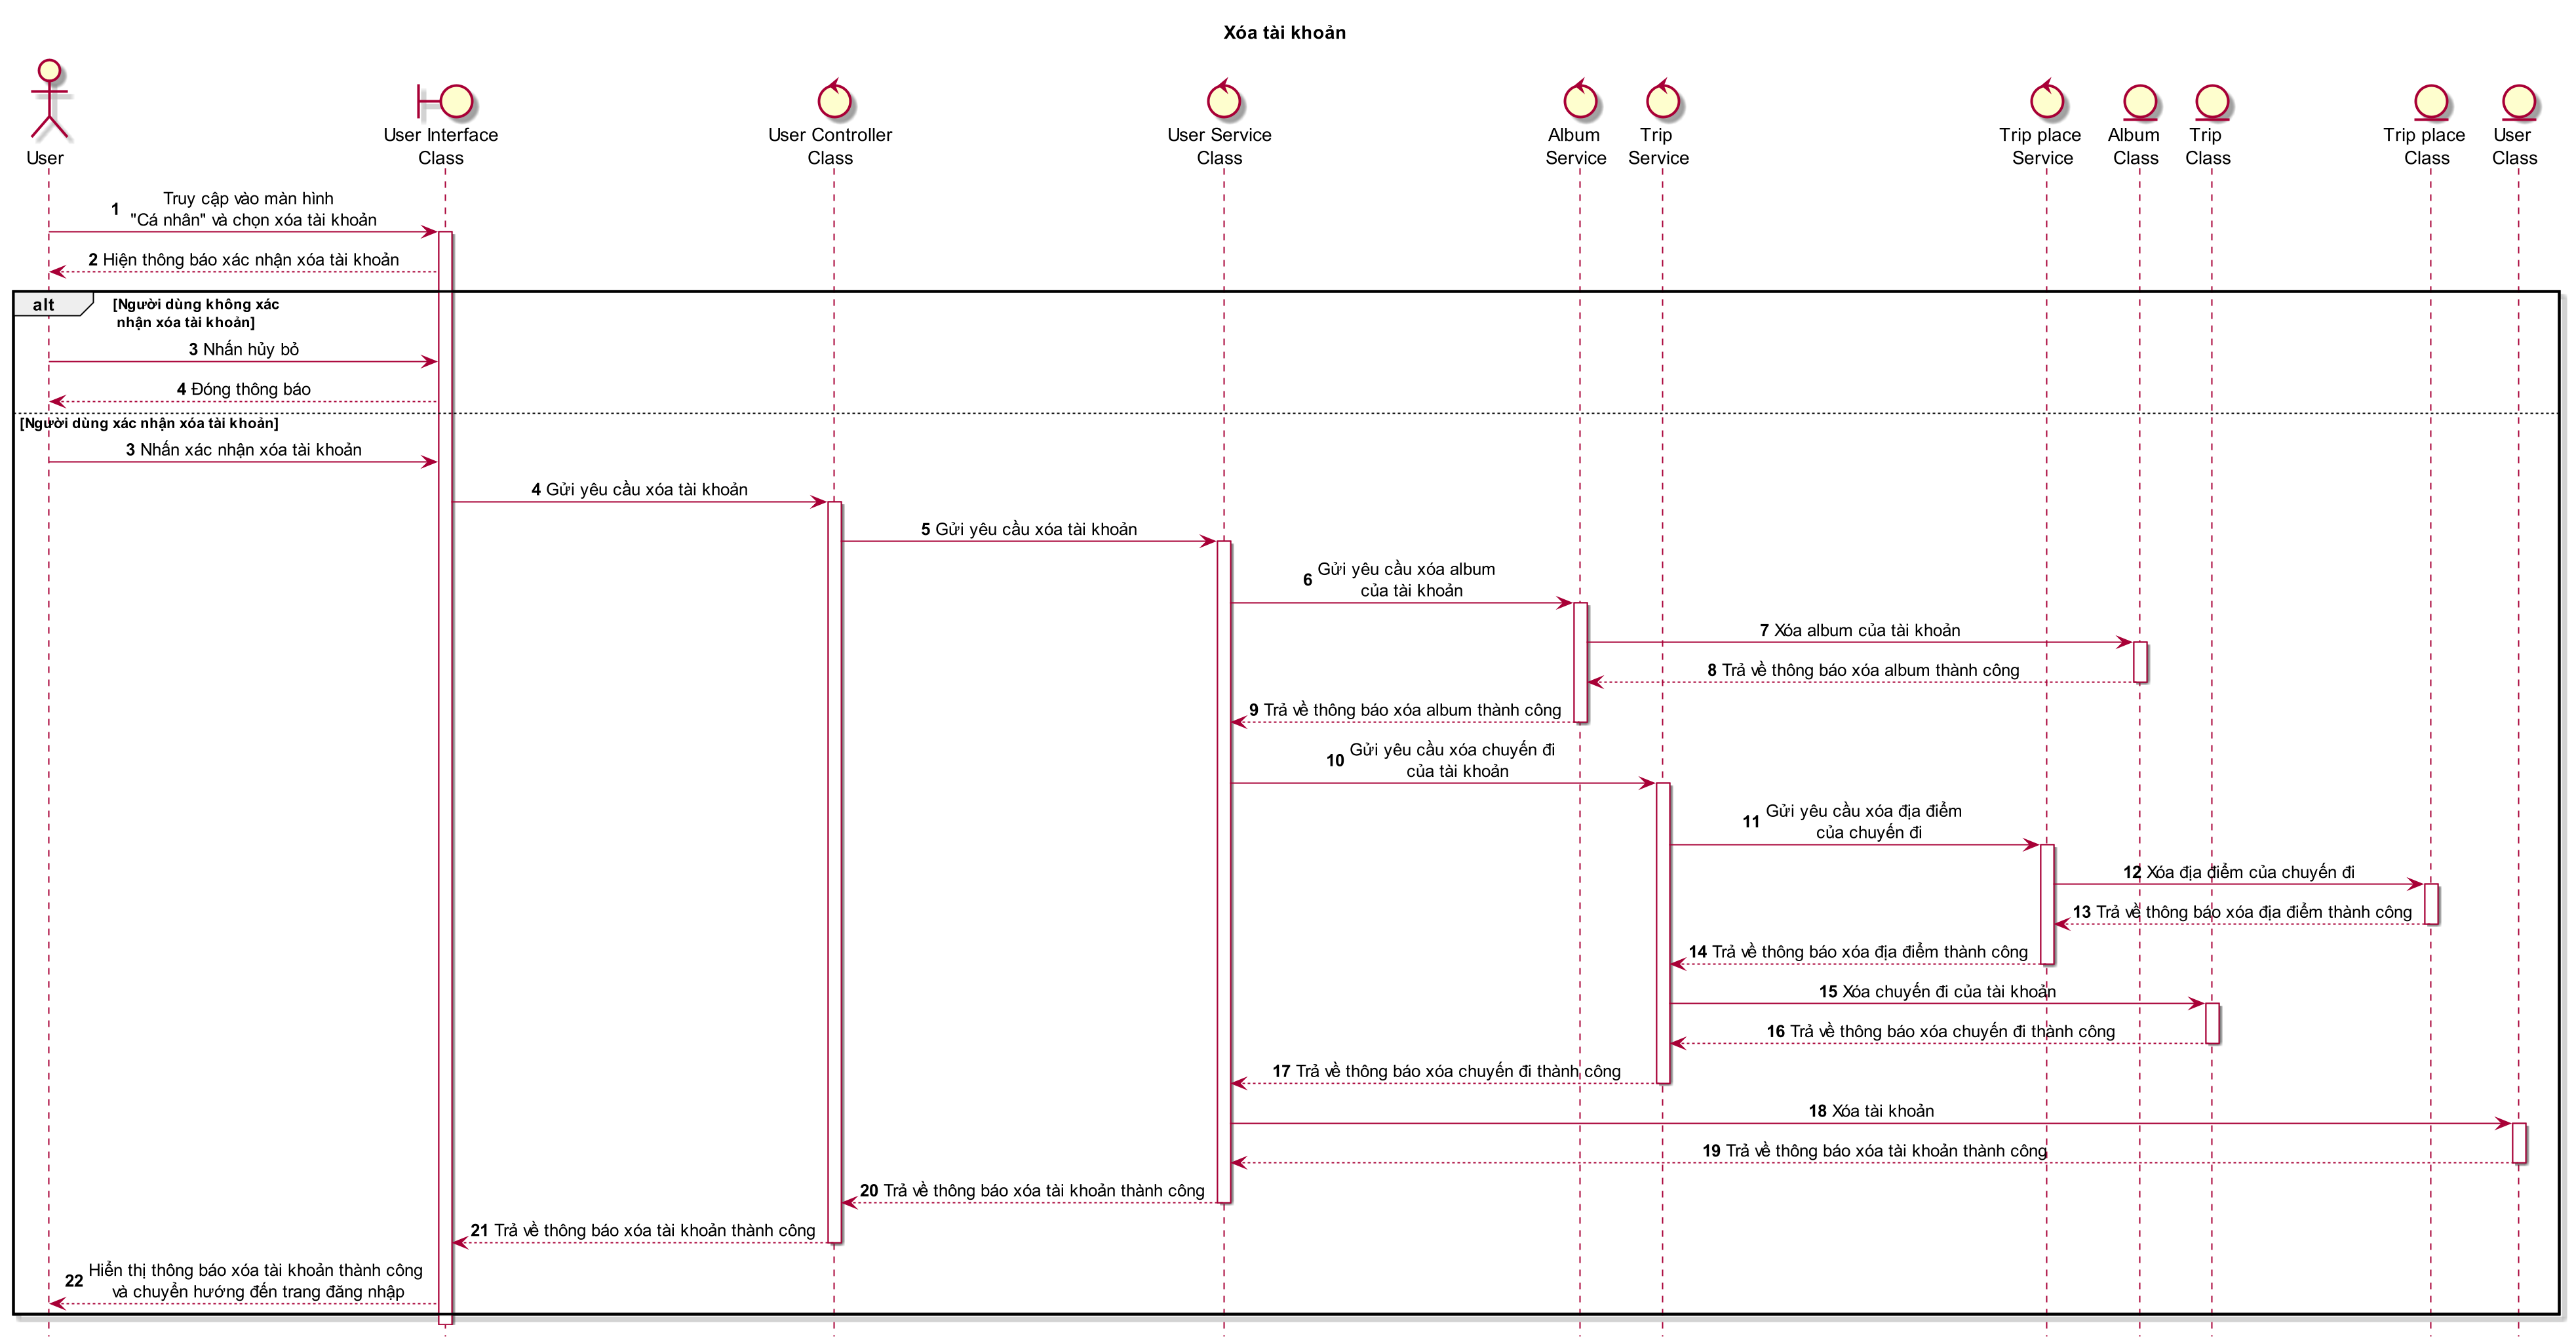 Xóa tài khoản
User
User Interface
Class
User Controller
Class
User Service
Class
Album
Service
Trip
Service
Trip place
Service
Album
Class
Trip
Class
Trip place
Class
User
Class
1 Truy cập vào màn hình
"Cá nhân" và chọn xóa tài khoản
2 Hiện thông báo xác nhận xóa tài khoản
alt [Người dùng không xác
nhận xóa tài khoản]
3 Nhấn hủy bỏ
4 Đóng thông báo
[Người dùng xác nhận xóa tài khoản]
3 Nhấn xác nhận xóa tài khoản
4 Gửi yêu cầu xóa tài khoản
5 Gửi yêu cầu xóa tài khoản
6 Gửi yêu cầu xóa album
của tài khoản
7 Xóa album của tài khoản
8 Trả về thông báo xóa album thành công
9 Trả về thông báo xóa album thành công
10 Gửi yêu cầu xóa chuyến đi
của tài khoản
11 Gửi yêu cầu xóa địa điểm
của chuyến đi
12 Xóa địa điểm của chuyến đi
13 Trả về thông báo xóa địa điểm thành công
14 Trả về thông báo xóa địa điểm thành công
15 Xóa chuyến đi của tài khoản
16 Trả về thông báo xóa chuyến đi thành công
17 Trả về thông báo xóa chuyến đi thành công
18 Xóa tài khoản
19 Trả về thông báo xóa tài khoản thành công
20 Trả về thông báo xóa tài khoản thành công
21 Trả về thông báo xóa tài khoản thành công
22 Hiển thị thông báo xóa tài khoản thành công
và chuyển hướng đến trang đăng nhập